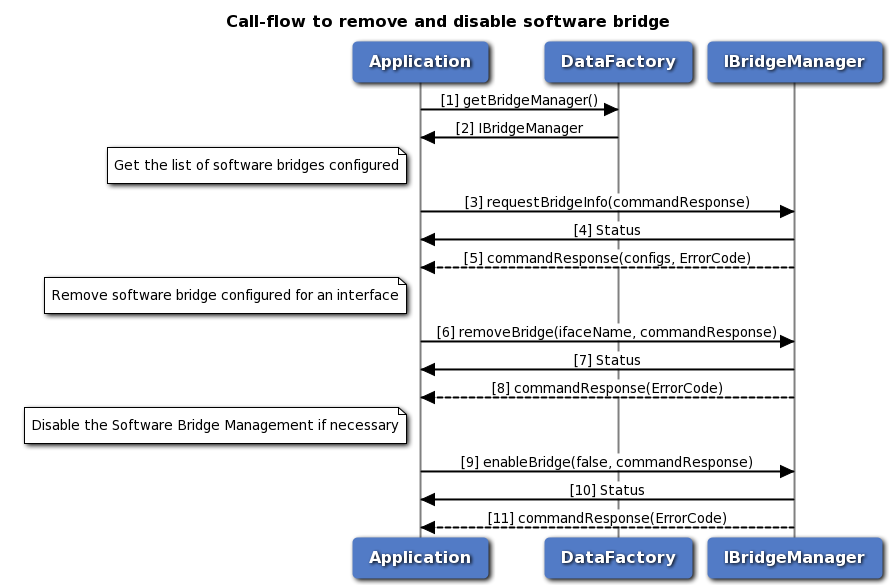 Call-flow to remove and disable software bridge
Application
DataFactory
IBridgeManager
[1] getBridgeManager()
[2] IBridgeManager
Get the list of software bridges configured
[3] requestBridgeInfo(commandResponse)
[4] Status
[5] commandResponse(configs, ErrorCode)
Remove software bridge configured for an interface
[6] removeBridge(ifaceName, commandResponse)
[7] Status
[8] commandResponse(ErrorCode)
Disable the Software Bridge Management if necessary
[9] enableBridge(false, commandResponse)
[10] Status
[11] commandResponse(ErrorCode)
Application
DataFactory
IBridgeManager